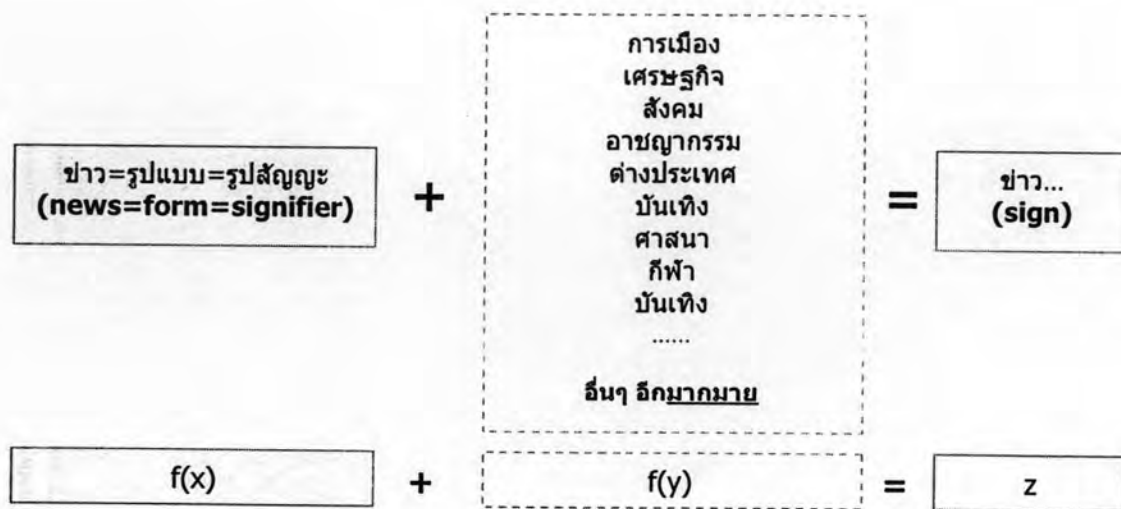 ข่าว=รูปแบบ=รูปสัญญะ
(news=form=signifier)
+
การเมือง
เศรษฐกิจ
สังคม
อาชญากรรม
ต่างประเทศ
บันเทิง
ศาสนา
กีฬา
บันเทิง
......
อื่นๆ อีกมากมาย
=
ข่าว...
(sign)
f(x) + f(y) = z